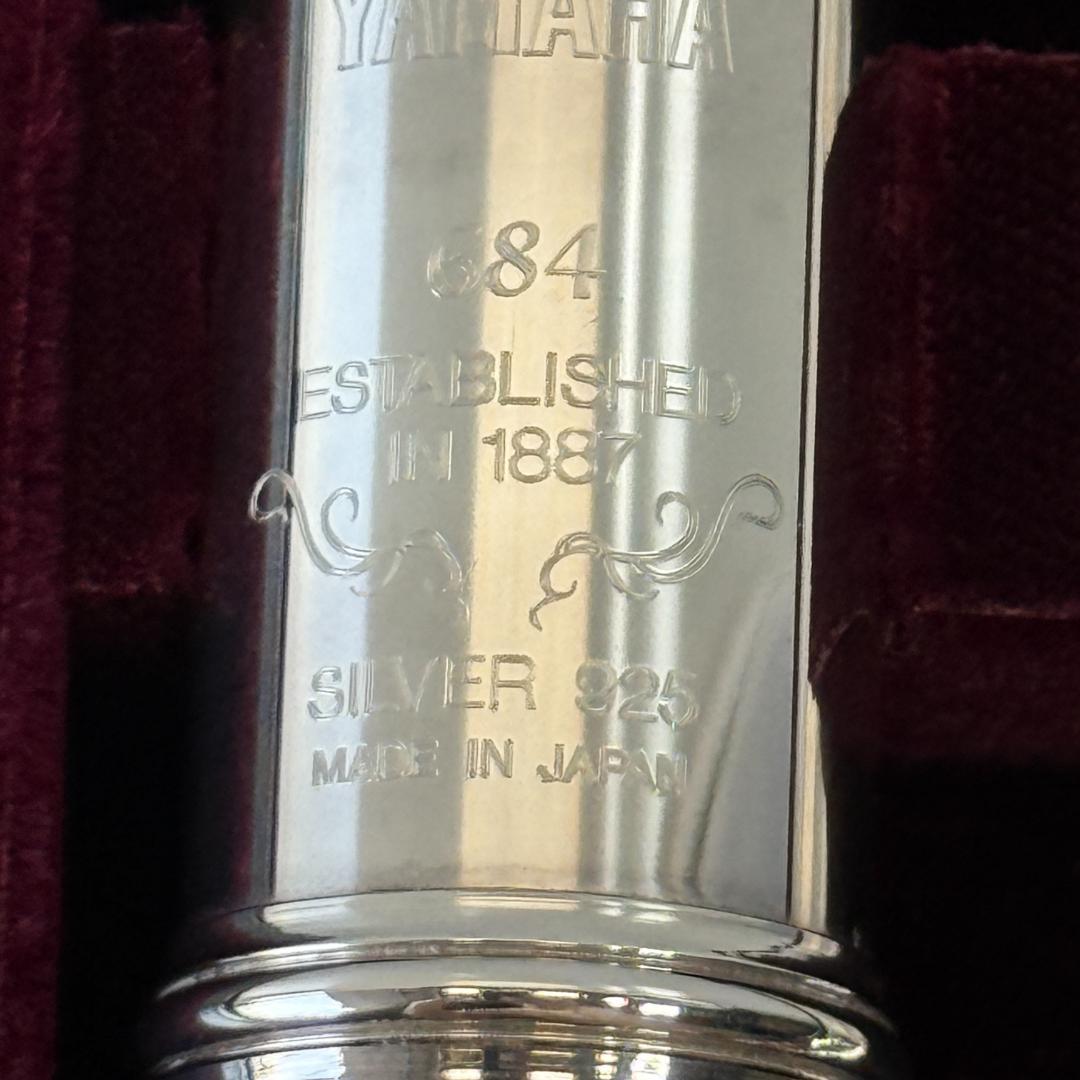 YAMAHA
684
ESTABLISHED
IN 1887
SILVER 925
MADE IN JAPAN